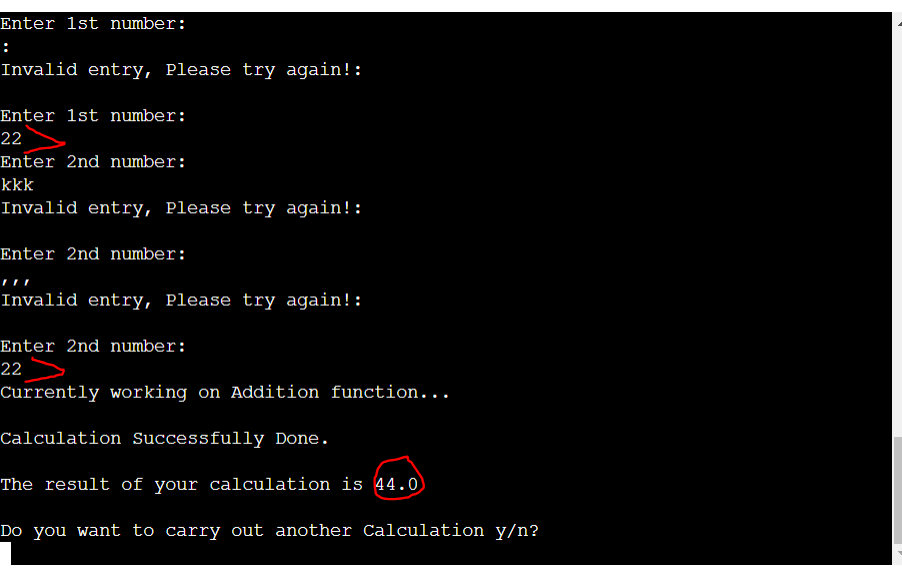 Enter 1st number:
:
Invalid entry, Please try again!:
Enter 1st number:
22
Enter 2nd number:
kkk
Invalid entry, Please try again!:
Enter 2nd number:
,,,
Invalid entry, Please try again!:
Enter 2nd number:
22
Currently working on Addition function...
Calculation Successfully Done.
The result of your calculation is 44.0
Do you want to carry out another Calculation y/n?